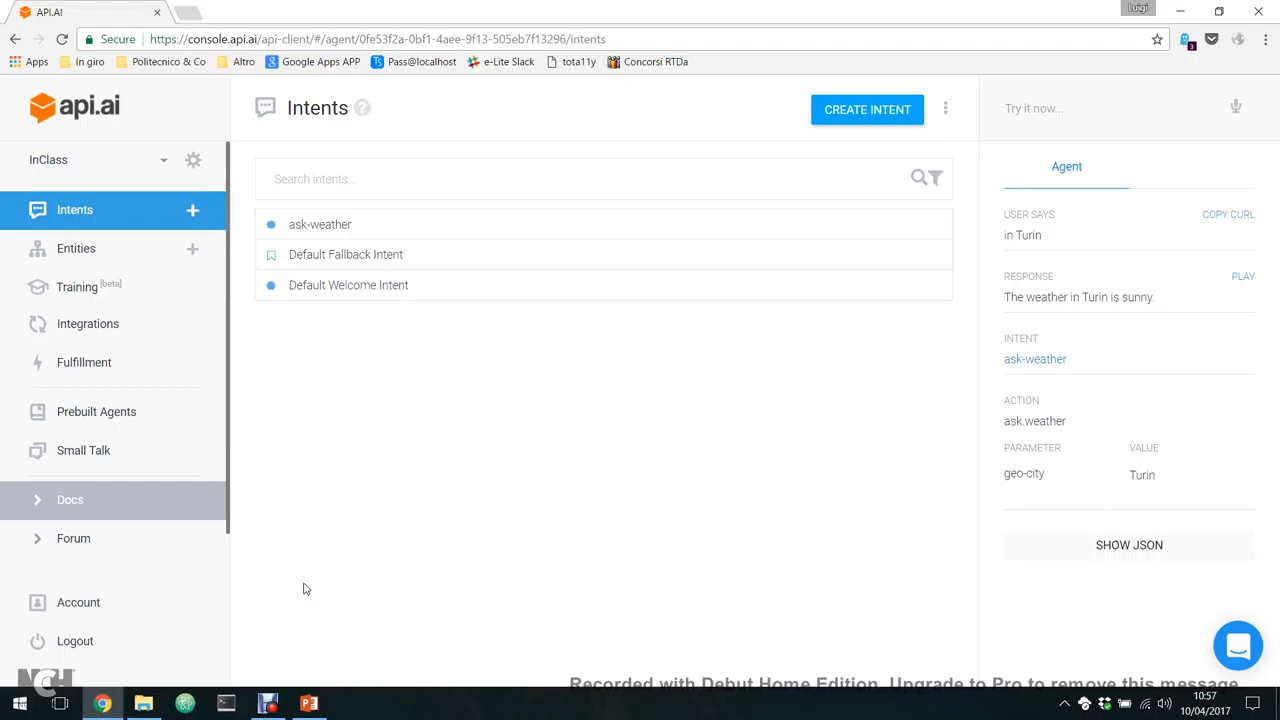 API.AI
Luigi
Secure
https://console.api.ai/api-client/#/agent/0fe53f2a-0bf1-4aee-9f13-505eb7f13296/intents
3
Apps
In giro
Politecnico & Co
Altro
Google Apps APP
Pass@localhost
e-Lite Slack
tota11y
Concorsi RTDa
api.ai
Intents
CREATE INTENT
Try it now...
InClass
Search intents...
Agent
Intents
ask-weather
USER SAYS
COPY CURL
in Turin
Entities
Default Fallback Intent
RESPONSE
PLAY
Training [beta]
Default Welcome Intent
The weather in Turin is sunny.
Integrations
INTENT
ask-weather
Fulfillment
ACTION
ask.weather
Prebuilt Agents
PARAMETER
VALUE
Small Talk
geo-city
Turin
Docs
Forum
SHOW JSON
Account
Logout
NCH
Recorded with Debut Home Edition. Upgrade to Pro to remove this message
10:57
10/04/2017